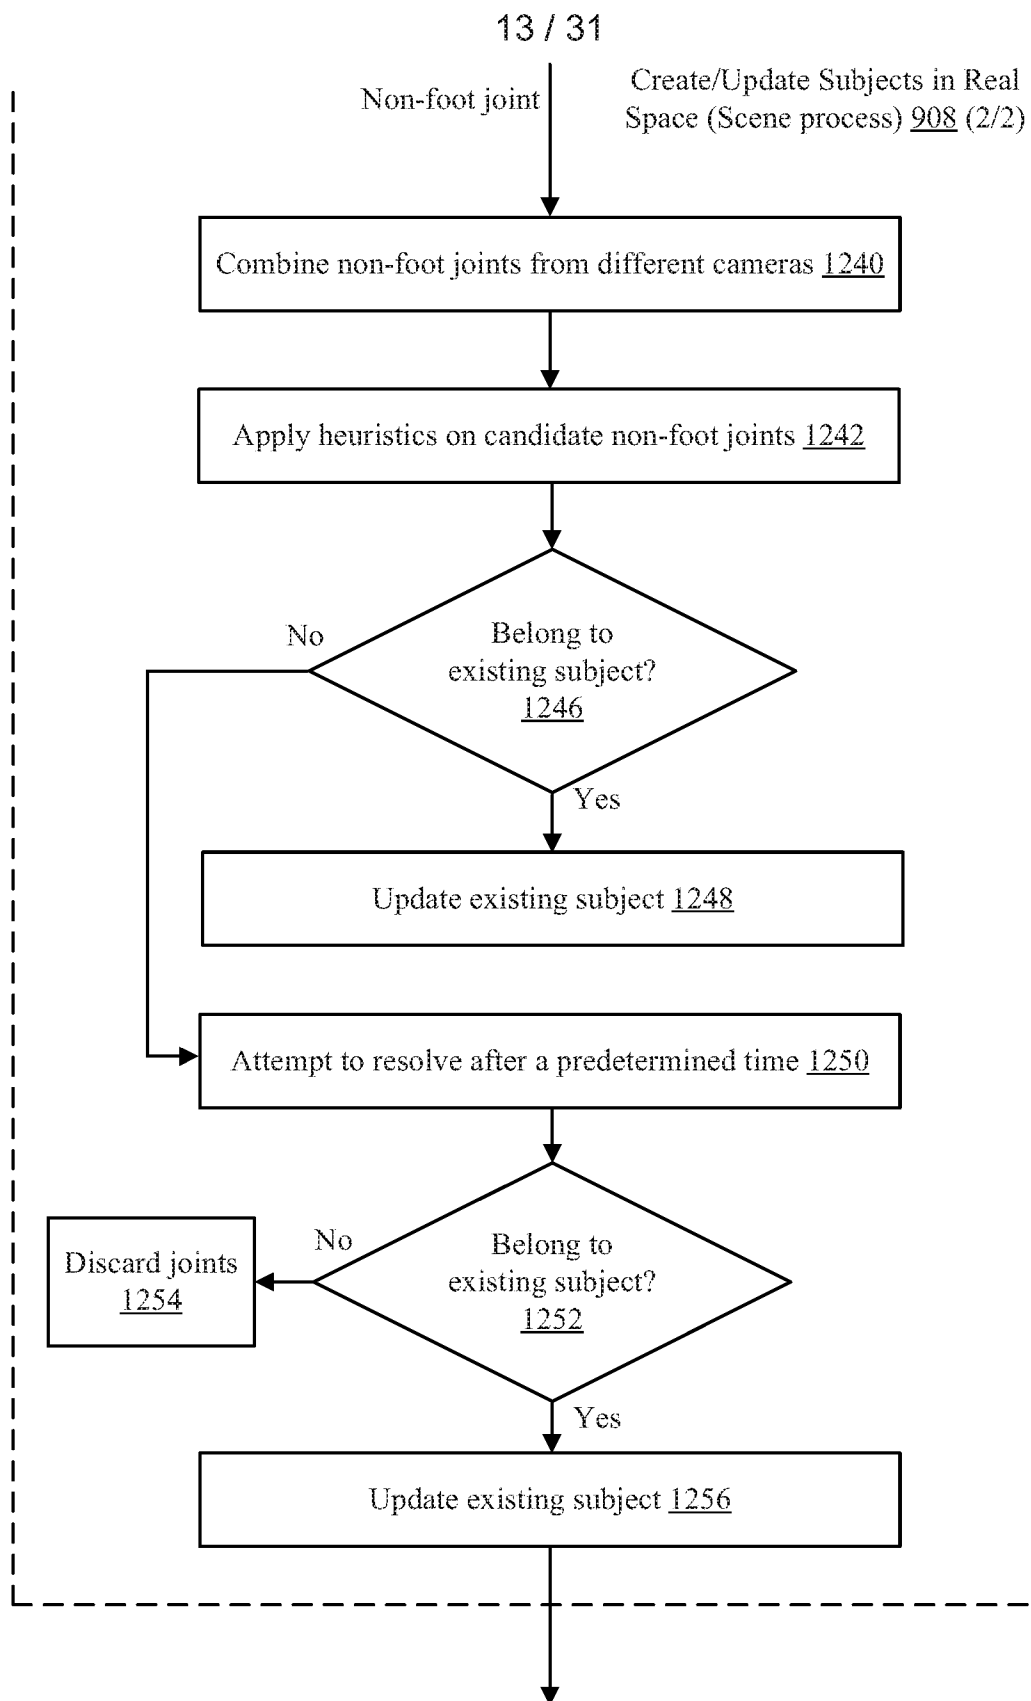 13 / 31
Non-foot joint
Create/Update Subjects in Real
Space (Scene process) 908 (2/2)
Combine non-foot joints from different cameras 1240
Apply heuristics on candidate non-foot joints 1242
No
Belong to
existing subject?
1246
Yes
Update existing subject 1248
Attempt to resolve after a predetermined time 1250
No
Belong to
existing subject?
1252
Discard joints
1254
Yes
Update existing subject 1256